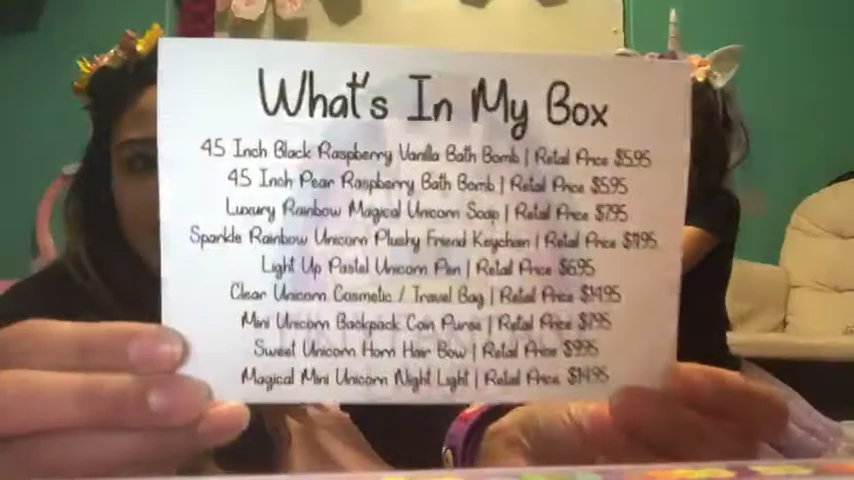 What's In My Box
4.5 Inch Black Raspberry Vanilla Bath Bomb | Retail Price $5.95
4.5 Inch Pear Raspberry Bath Bomb | Retail Price $5.95
Luxury Rainbow Magical Unicorn Soap | Retail Price $7.95
Sparkle Rainbow Unicorn Plushy Friend Keychain | Retail Price $11.95
Light Up Pastel Unicorn Pen | Retail Price $6.95
Clear Unicorn Cosmetic / Travel Bag | Retail Price $14.95
Mini Unicorn Backpack Coin Purse | Retail Price $7.95
Sweet Unicorn Horn Hair Bow | Retail Price $9.95
Magical Mini Unicorn Night Light | Retail Price $14.95